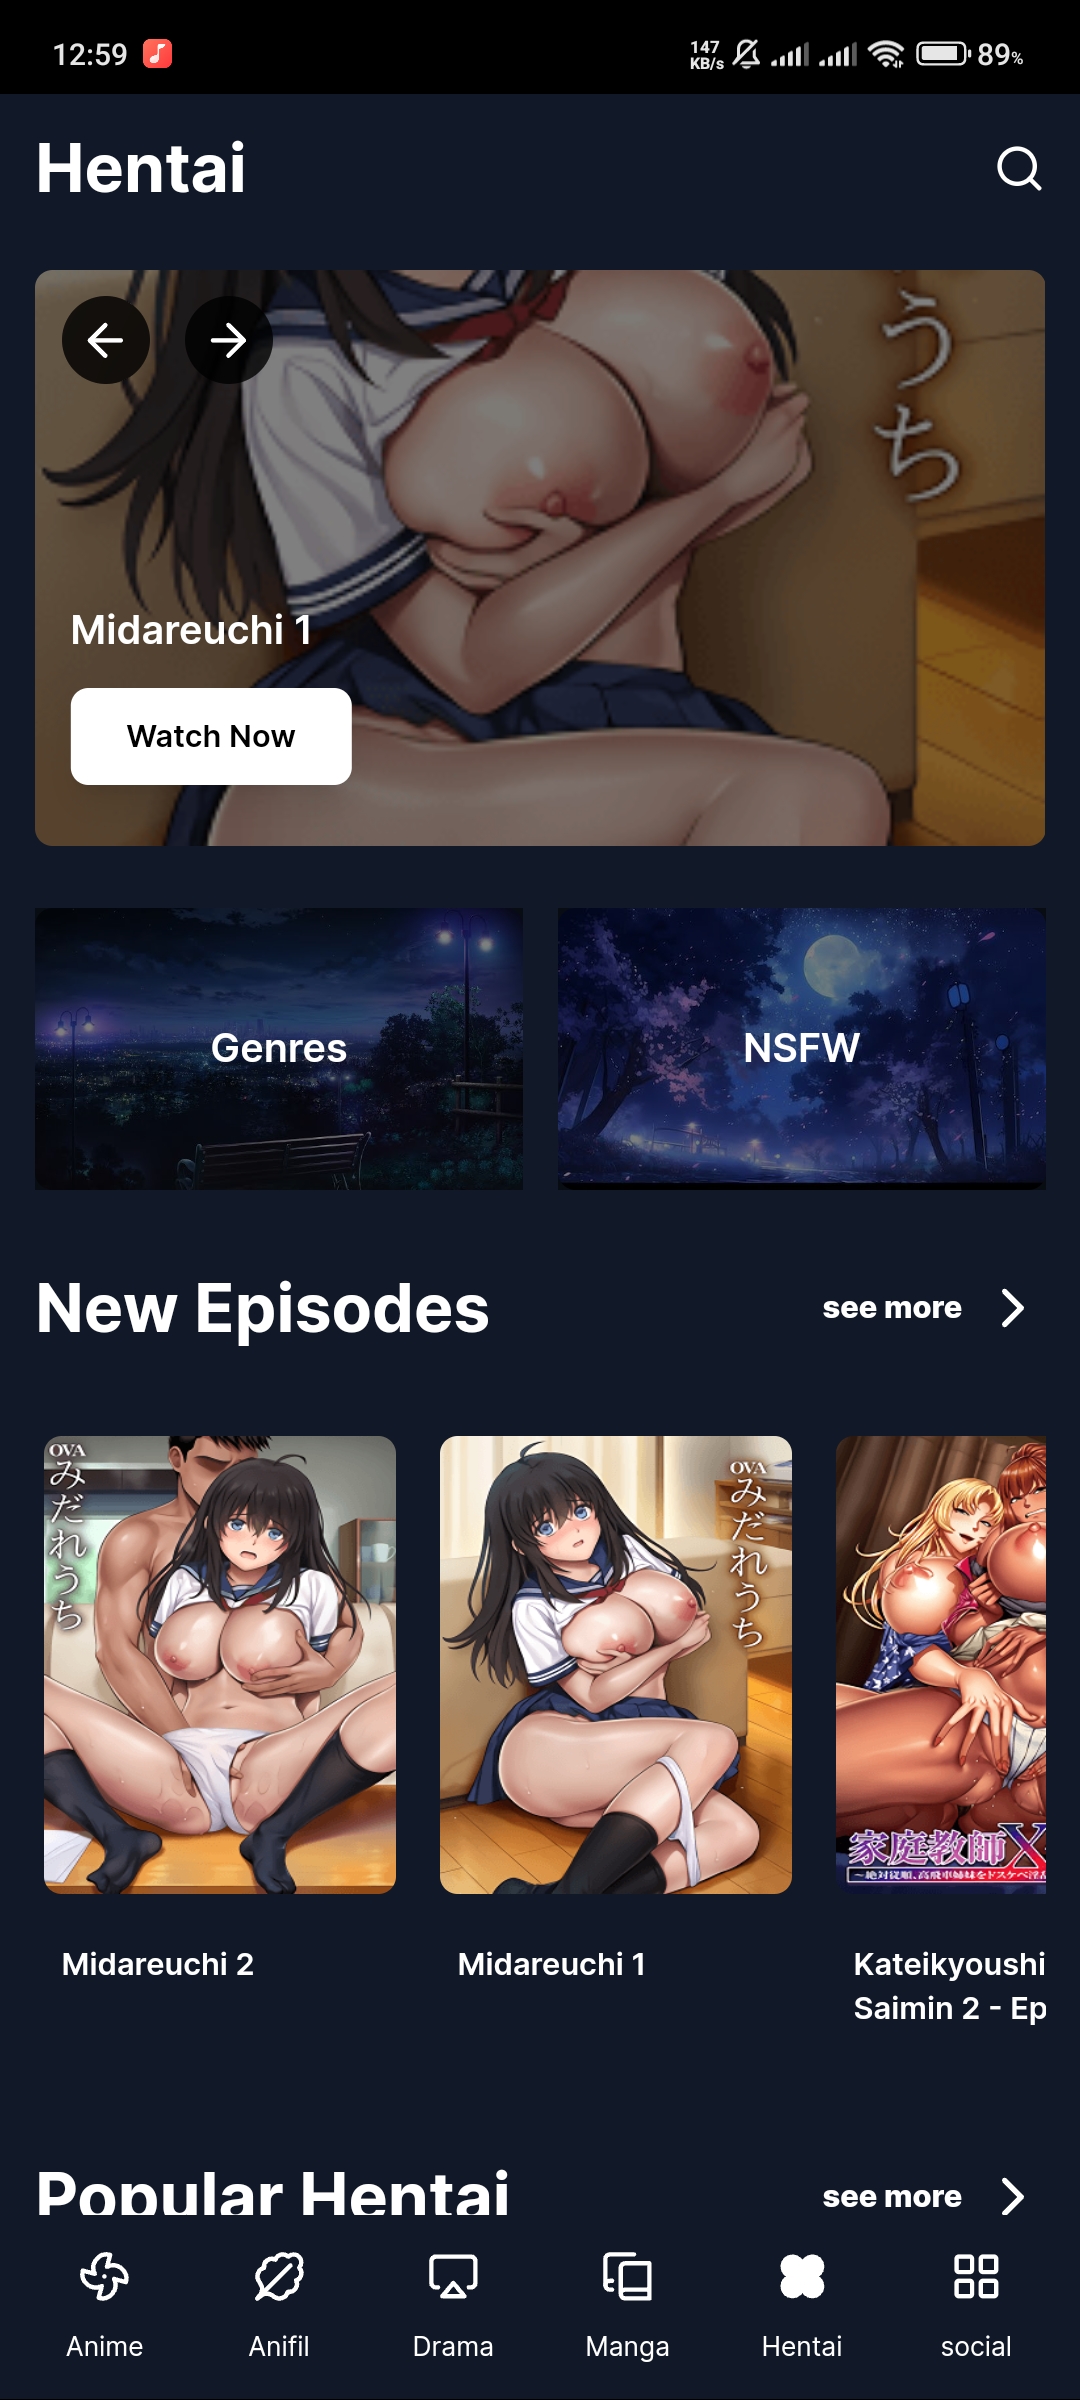 12:59
147
KB/s
89%
Hentai
うち
Midareuchi 1
Watch Now
Genres
NSFW
New Episodes
see more
OVA
みだれうち
OVA
みだれうち
家庭教師X
Midareuchi 2
Midareuchi 1
Kateikyoushi
Saimin 2 - Ep
Popular Hentai
see more
Anime
Anifil
Drama
Manga
Hentai
social